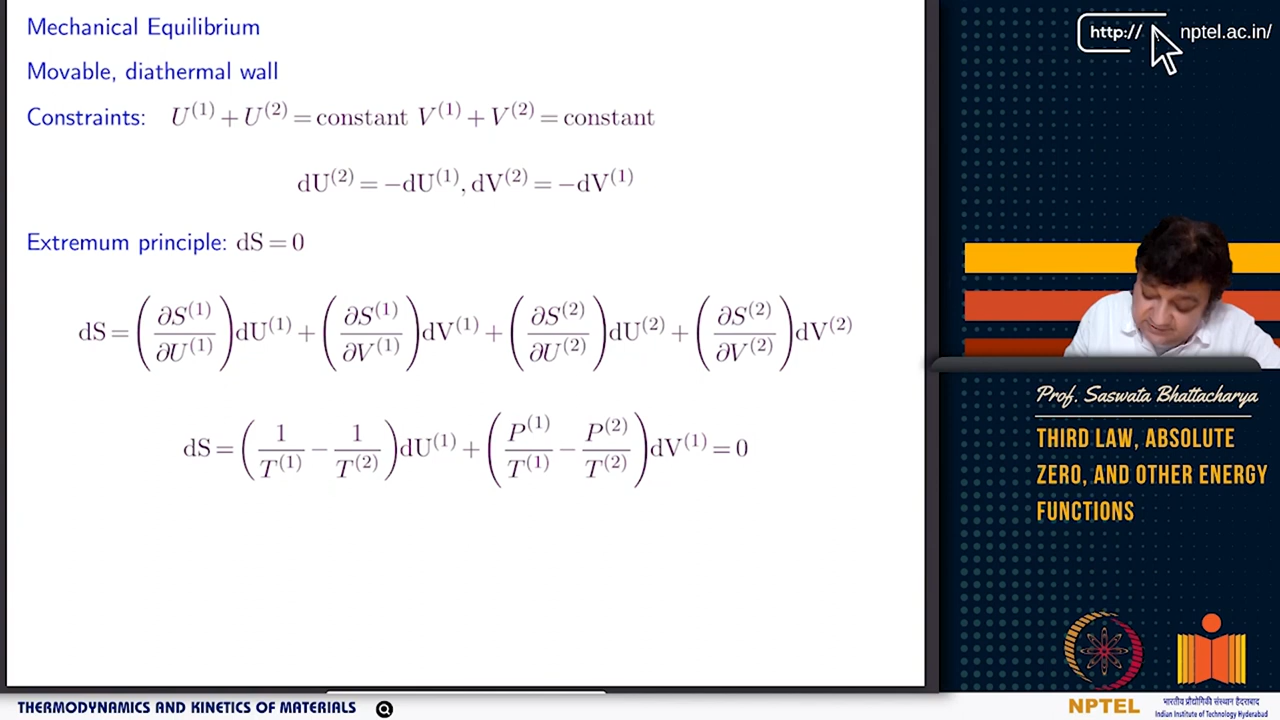 Mechanical Equilibrium
Movable, diathermal wall
Constraints: U^{(1)} + U^{(2)} = constant V^{(1)} + V^{(2)} = constant
dU^{(2)} = −dU^{(1)}, dV^{(2)} = −dV^{(1)}
Extremum principle: dS = 0
dS = (∂S^{(1)}/∂U^{(1)}) dU^{(1)} + (∂S^{(1)}/∂V^{(1)}) dV^{(1)} + (∂S^{(2)}/∂U^{(2)}) dU^{(2)} + (∂S^{(2)}/∂V^{(2)}) dV^{(2)}
dS = (1/T^{(1)} − 1/T^{(2)}) dU^{(1)} + (P^{(1)}/T^{(1)} − P^{(2)}/T^{(2)}) dV^{(1)} = 0
http:// nptel.ac.in/
Prof. Saswata Bhattacharya
THIRD LAW, ABSOLUTE
ZERO, AND OTHER ENERGY
FUNCTIONS
THERMODYNAMICS AND KINETICS OF MATERIALS
NPTEL
भारतीय प्रौद्योगिकी संस्थान हैदराबाद
Indian Institute of Technology Hyderabad